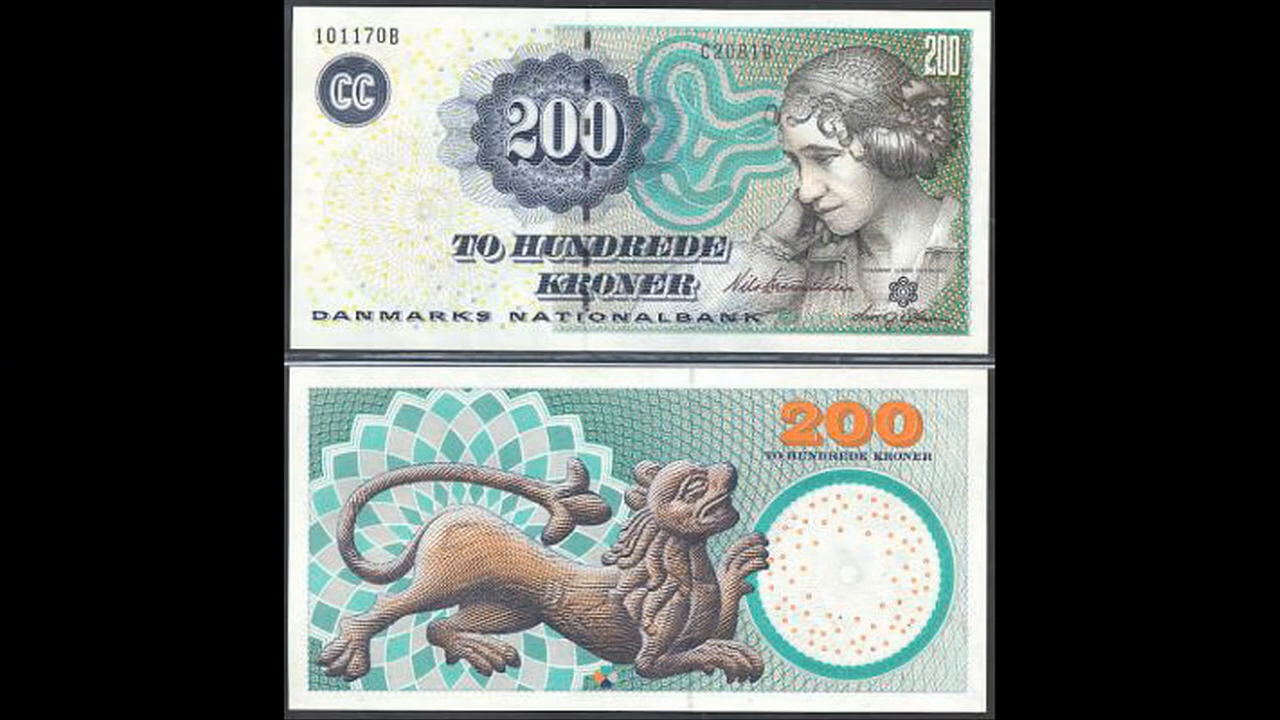 101170B
C2081B
200
CC
200
TO HUNDREDE
KRONER
DANMARKS NATIONALBANK
200
TO HUNDREDE KRONER